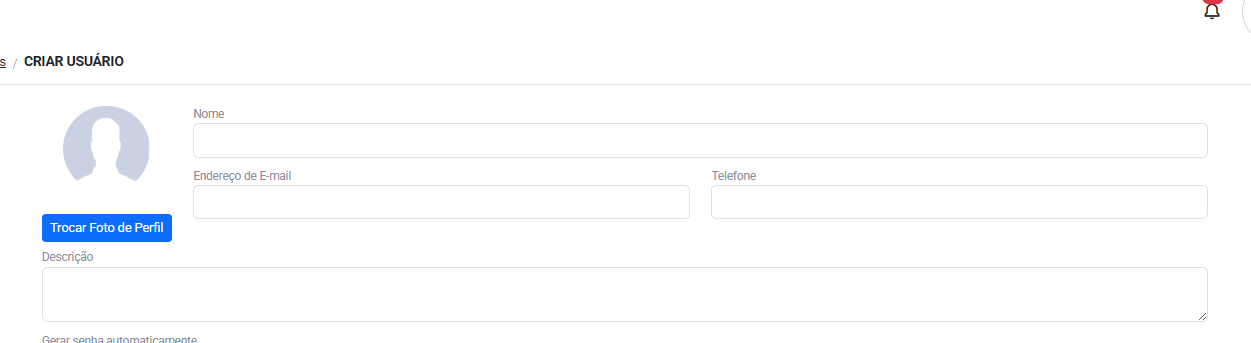 s / CRIAR USUÁRIO
Nome
Endereço de E-mail
Telefone
Trocar Foto de Perfil
Descrição
Gerar senha automaticamente